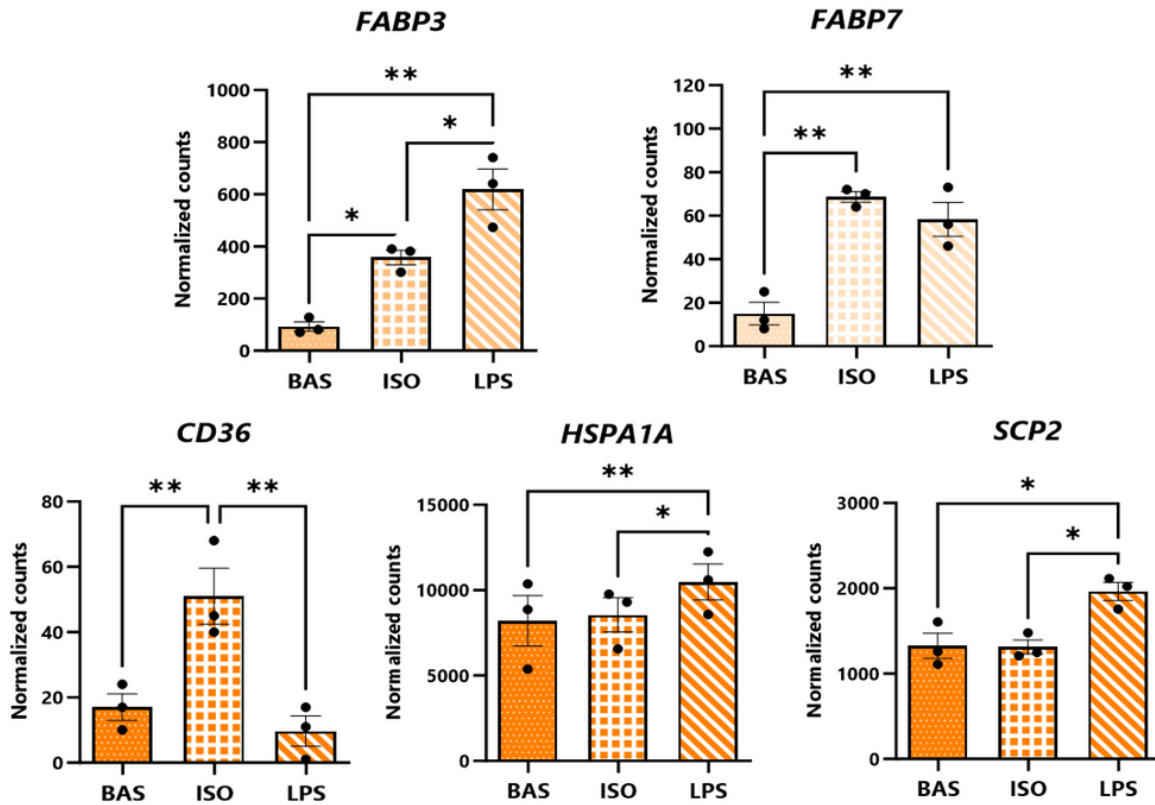 FABP3
Normalized counts
1000
800
600
400
200
0
**
*
*
BAS ISO LPS
FABP7
Normalized counts
120
100
80
60
40
20
0
**
**
BAS ISO LPS
CD36
Normalized counts
80
60
40
20
0
** **
BAS ISO LPS
HSPA1A
Normalized counts
15000
10000
5000
0
**
*
BAS ISO LPS
SCP2
Normalized counts
3000
2000
1000
0
*
*
BAS ISO LPS